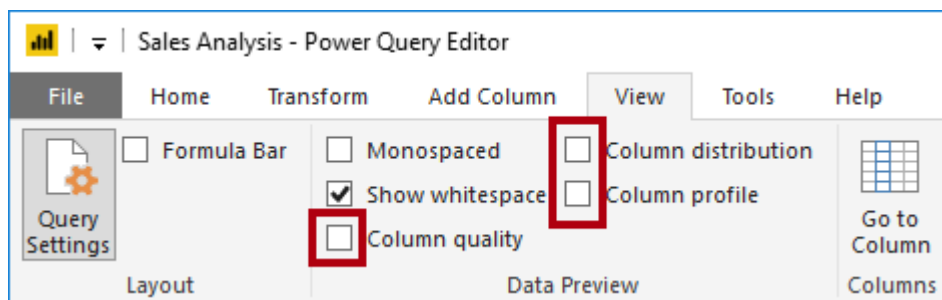 Sales Analysis - Power Query Editor
File Home Transform Add Column View Tools Help
Formula Bar Monospaced Column distribution
Show whitespace Column profile
Query Settings Column quality Go to Column
Layout Data Preview Columns